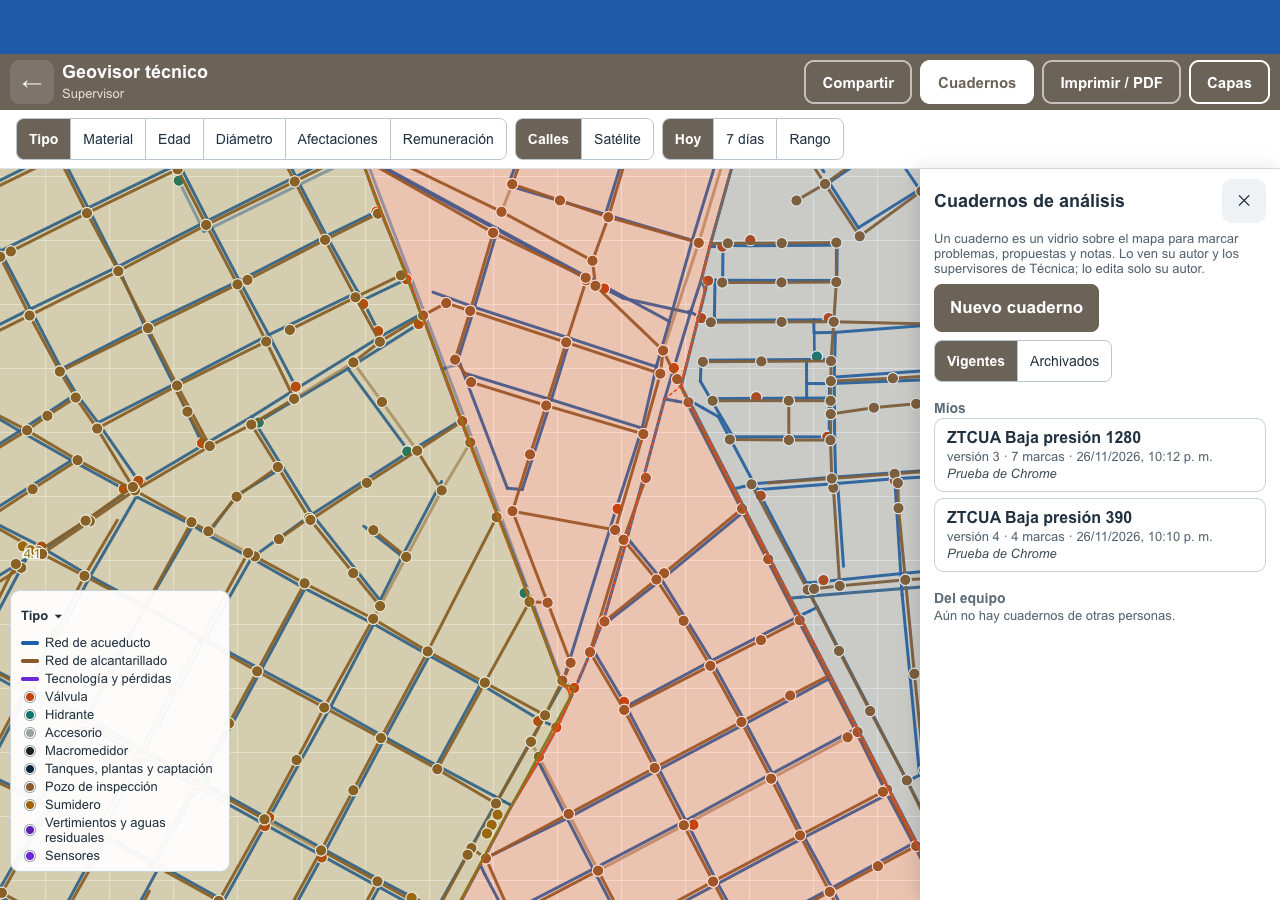 ←
Geovisor técnico
Supervisor
Compartir
Cuadernos
Imprimir / PDF
Capas
Tipo
Material
Edad
Diámetro
Afectaciones
Remuneración
Calles
Satélite
Hoy
7 días
Rango
Cuadernos de análisis
Un cuaderno es un vidrio sobre el mapa para marcar
problemas, propuestas y notas. Lo ven su autor y los
supervisores de Técnica; lo edita solo su autor.
Nuevo cuaderno
Vigentes
Archivados
Míos
ZTCUA Baja presión 1280
versión 3 · 7 marcas · 26/11/2026, 10:12 p. m.
Prueba de Chrome
ZTCUA Baja presión 390
versión 4 · 4 marcas · 26/11/2026, 10:10 p. m.
Prueba de Chrome
Del equipo
Aún no hay cuadernos de otras personas.
41
Tipo
Red de acueducto
Red de alcantarillado
Tecnología y pérdidas
Válvula
Hidrante
Accesorio
Macromedidor
Tanques, plantas y captación
Pozo de inspección
Sumidero
Vertimientos y aguas
residuales
Sensores